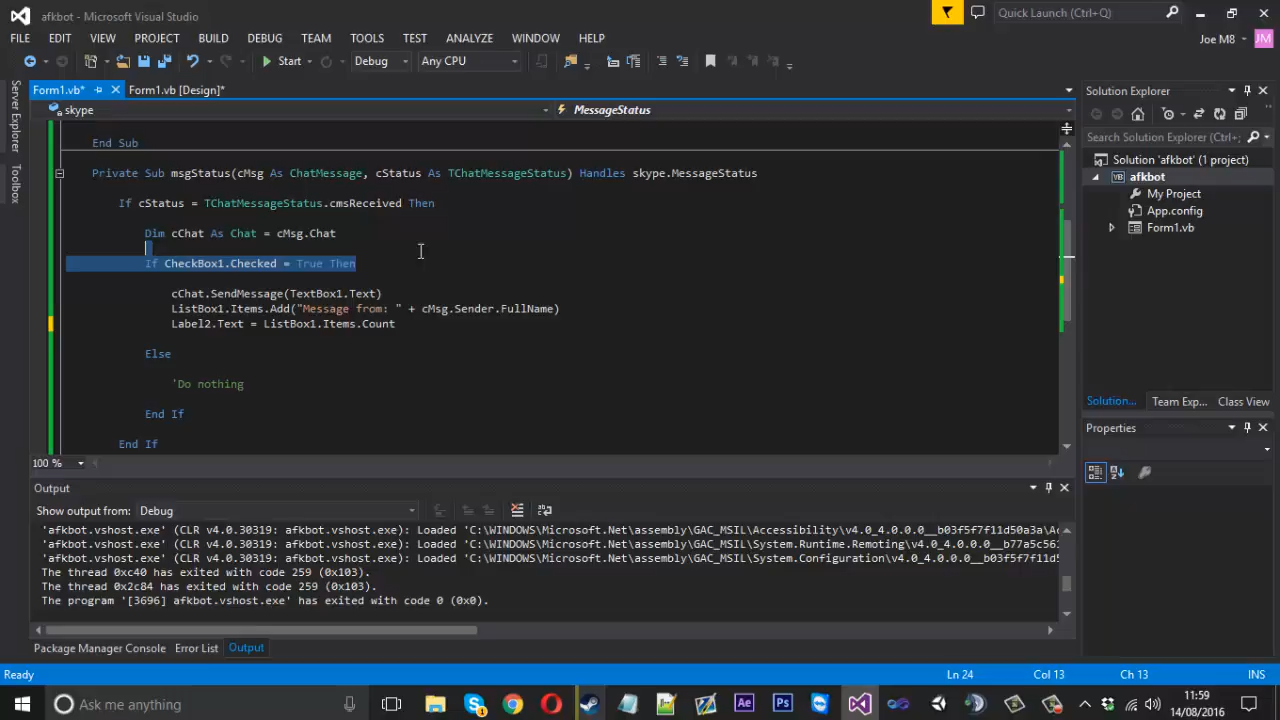 afkbot - Microsoft Visual Studio
Quick Launch (Ctrl+Q)
FILE EDIT VIEW PROJECT BUILD DEBUG TEAM TOOLS TEST ANALYZE WINDOW HELP
Joe M8 JM
Start Debug Any CPU
Server Explorer
Toolbox
Form1.vb* Form1.vb [Design]*
skype MessageStatus
End Sub
Private Sub msgStatus(cMsg As ChatMessage, cStatus As TChatMessageStatus) Handles skype.MessageStatus
If cStatus = TChatMessageStatus.cmsReceived Then
Dim cChat As Chat = cMsg.Chat
If CheckBox1.Checked = True Then
cChat.SendMessage(TextBox1.Text)
ListBox1.Items.Add("Message from: " + cMsg.Sender.FullName)
Label2.Text = ListBox1.Items.Count
Else
'Do nothing
End If
End If
100 %
Solution Explorer
Search Solution Explorer (Ctrl+;
Solution 'afkbot' (1 project)
VB afkbot
My Project
App.config
Form1.vb
Solution... Team Exp... Class View
Properties
Output
Show output from: Debug
'afkbot.vshost.exe' (CLR v4.0.30319: afkbot.vshost.exe): Loaded 'C:\WINDOWS\Microsoft.Net\assembly\GAC_MSIL\Accessibility\v4.0_4.0.0.0__b03f5f7f11d50a3a\Ac
'afkbot.vshost.exe' (CLR v4.0.30319: afkbot.vshost.exe): Loaded 'C:\WINDOWS\Microsoft.Net\assembly\GAC_MSIL\System.Runtime.Remoting\v4.0_4.0.0.0__b77a5c561
'afkbot.vshost.exe' (CLR v4.0.30319: afkbot.vshost.exe): Loaded 'C:\WINDOWS\Microsoft.Net\assembly\GAC_MSIL\System.Configuration\v4.0_4.0.0.0__b03f5f7f11d5
The thread 0xc40 has exited with code 259 (0x103).
The thread 0x2c84 has exited with code 259 (0x103).
The program '[3696] afkbot.vshost.exe' has exited with code 0 (0x0).
Package Manager Console Error List Output
Ready Ln 24 Col 13 Ch 13 INS
Ask me anything
Ae Ps
11:59
14/08/2016